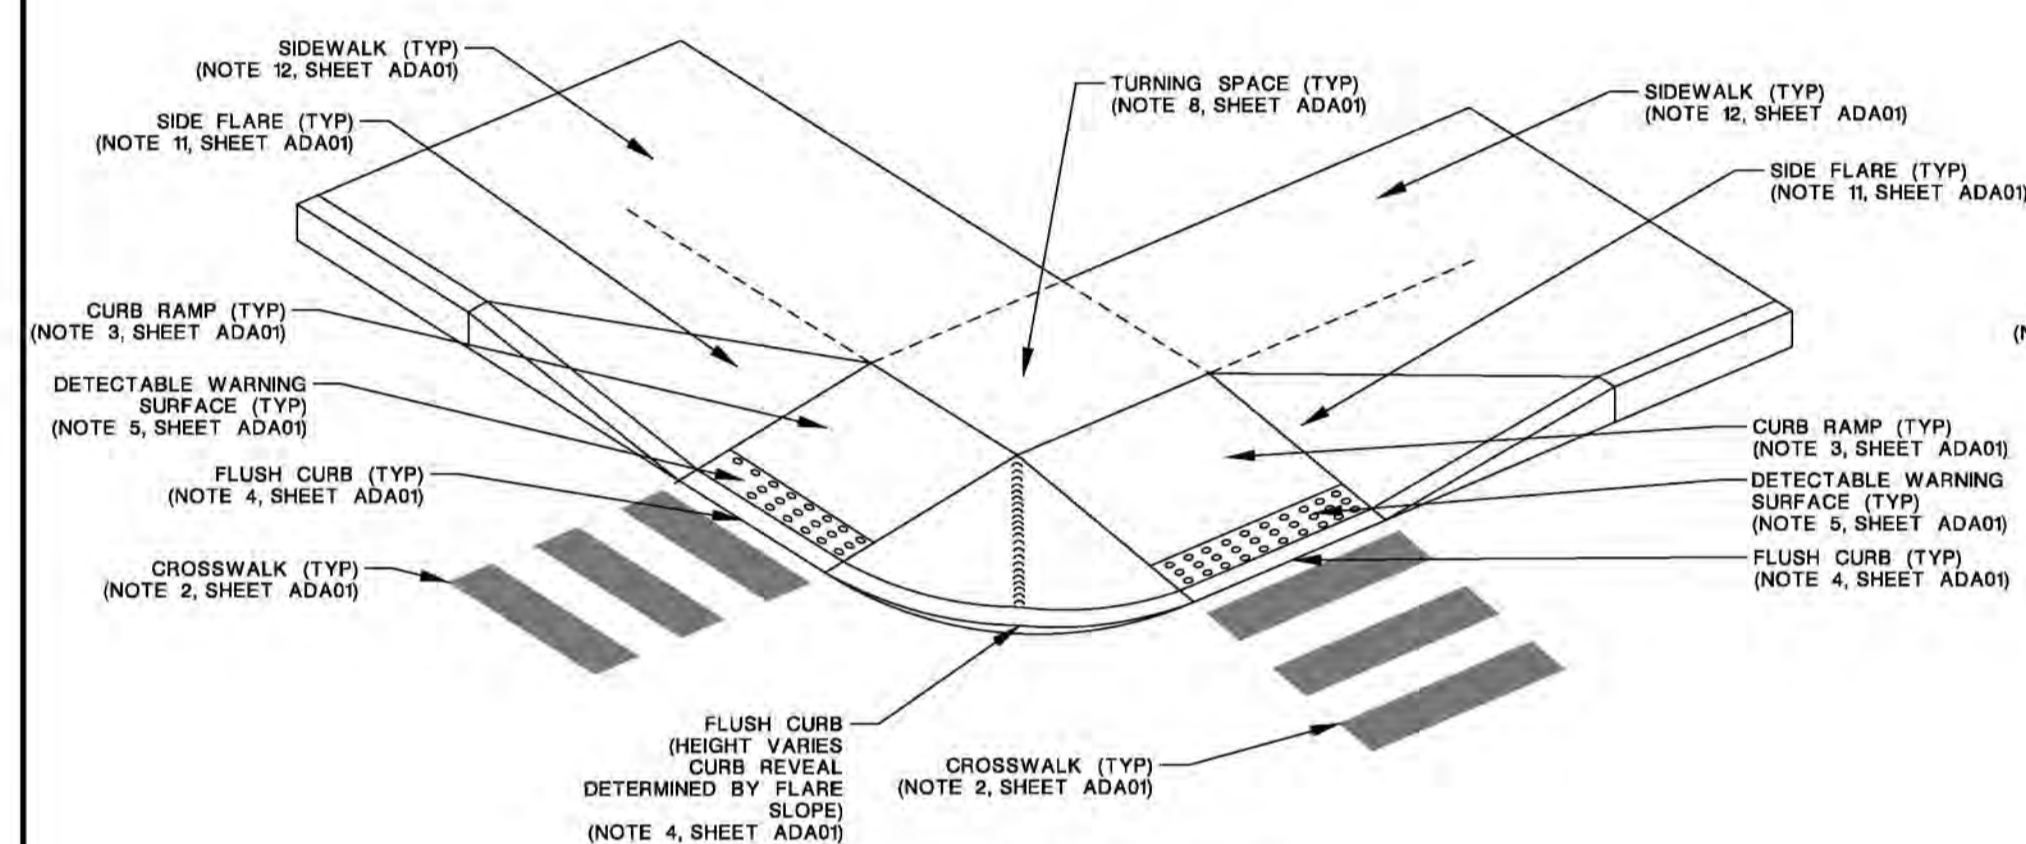 SIDEWALK (TYP)
(NOTE 12, SHEET ADA01)
SIDE FLARE (TYP)
(NOTE 11, SHEET ADA01)
CURB RAMP (TYP)
(NOTE 3, SHEET ADA01)
DETECTABLE WARNING
SURFACE (TYP)
(NOTE 5, SHEET ADA01)
FLUSH CURB (TYP)
(NOTE 4, SHEET ADA01)
CROSSWALK (TYP)
(NOTE 2, SHEET ADA01)
FLUSH CURB
(HEIGHT VARIES
CURB REVEAL
DETERMINED BY FLARE
SLOPE)
(NOTE 4, SHEET ADA01)
TURNING SPACE (TYP)
(NOTE 8, SHEET ADA01)
SIDEWALK (TYP)
(NOTE 12, SHEET ADA01)
SIDE FLARE (TYP)
(NOTE 11, SHEET ADA01)
CURB RAMP (TYP)
(NOTE 3, SHEET ADA01)
DETECTABLE WARNING
SURFACE (TYP)
(NOTE 5, SHEET ADA01)
FLUSH CURB (TYP)
(NOTE 4, SHEET ADA01)
CROSSWALK (TYP)
(NOTE 2, SHEET ADA01)